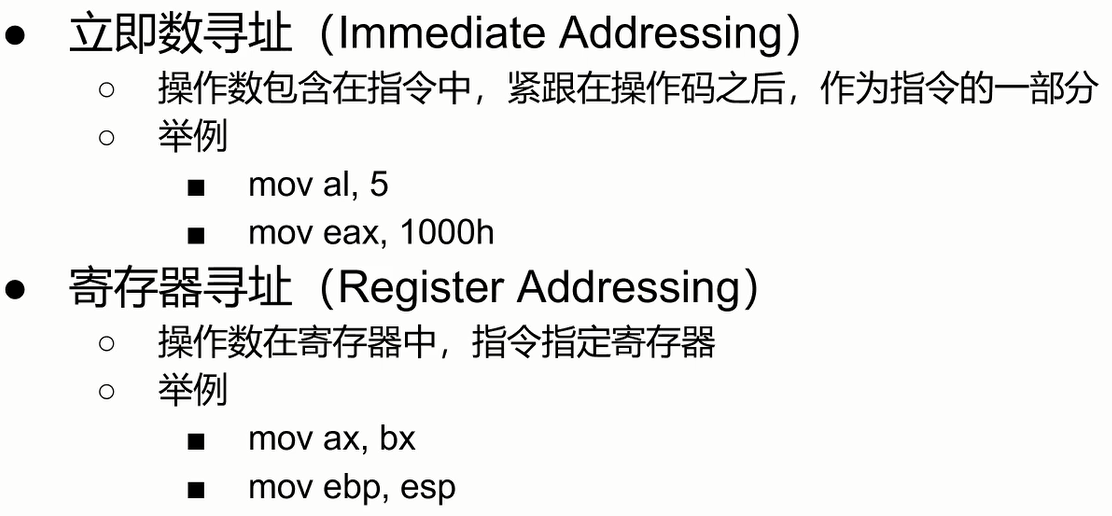 ● 立即数寻址（Immediate Addressing）
○ 操作数包含在指令中，紧跟在操作码之后，作为指令的一部分
○ 举例
■ mov al, 5
■ mov eax, 1000h
● 寄存器寻址（Register Addressing）
○ 操作数在寄存器中，指令指定寄存器
○ 举例
■ mov ax, bx
■ mov ebp, esp